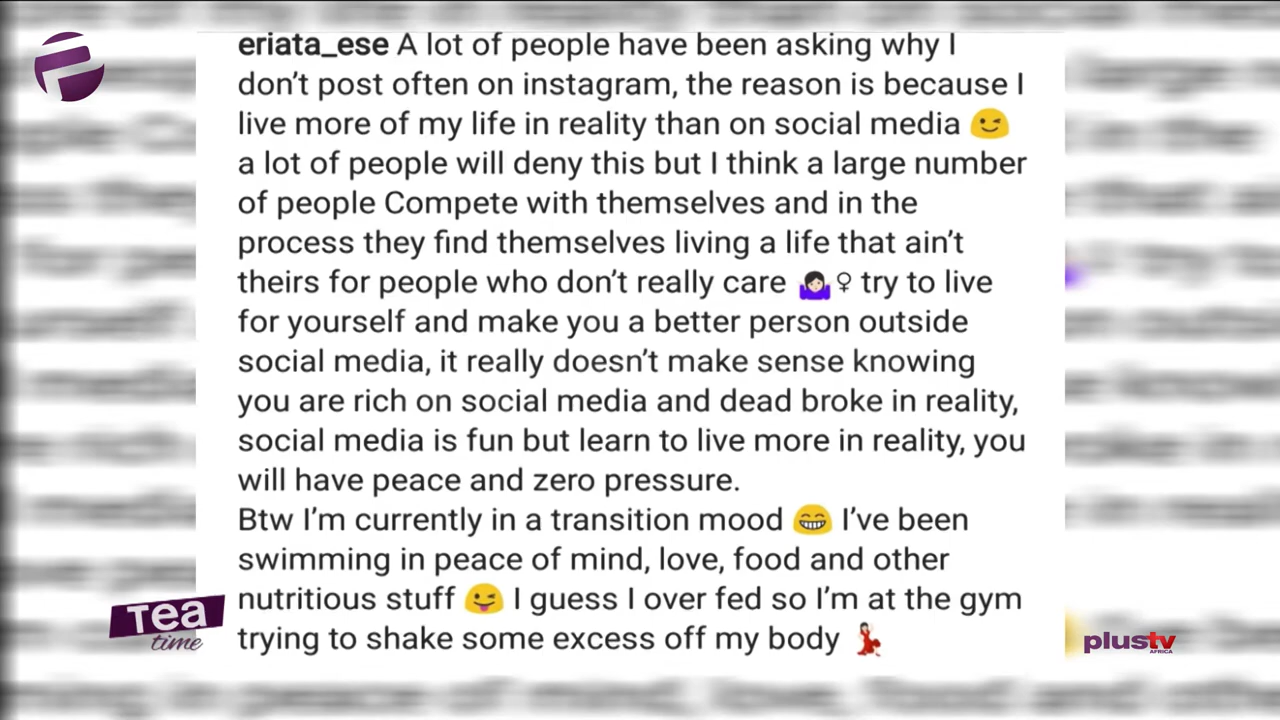 eriata_ese A lot of people have been asking why I
don't post often on instagram, the reason is because I
live more of my life in reality than on social media 😉
a lot of people will deny this but I think a large number
of people Compete with themselves and in the
process they find themselves living a life that ain't
theirs for people who don't really care 🤷🏻♀ try to live
for yourself and make you a better person outside
social media, it really doesn't make sense knowing
you are rich on social media and dead broke in reality,
social media is fun but learn to live more in reality, you
will have peace and zero pressure.
Btw I'm currently in a transition mood 😁 I've been
swimming in peace of mind, love, food and other
nutritious stuff 😜 I guess I over fed so I'm at the gym
trying to shake some excess off my body 💃🏻
Tea
time
plustv
AFRICA